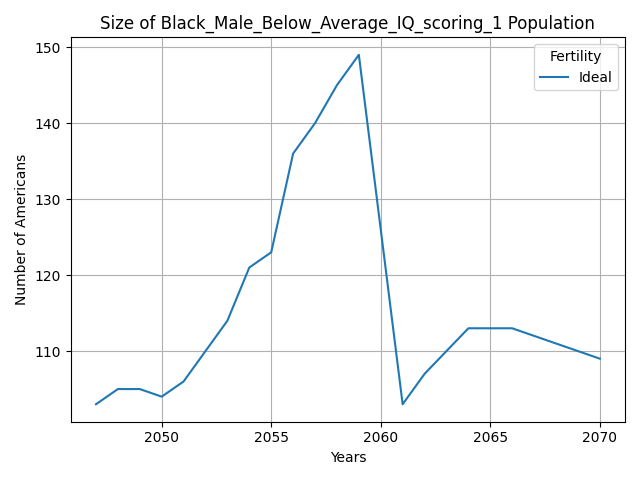 Size of Black_Male_Below_Average_IQ_scoring_1 Population
Fertility
Ideal
150
140
130
120
110
Number of Americans
2050 2055 2060 2065 2070
Years